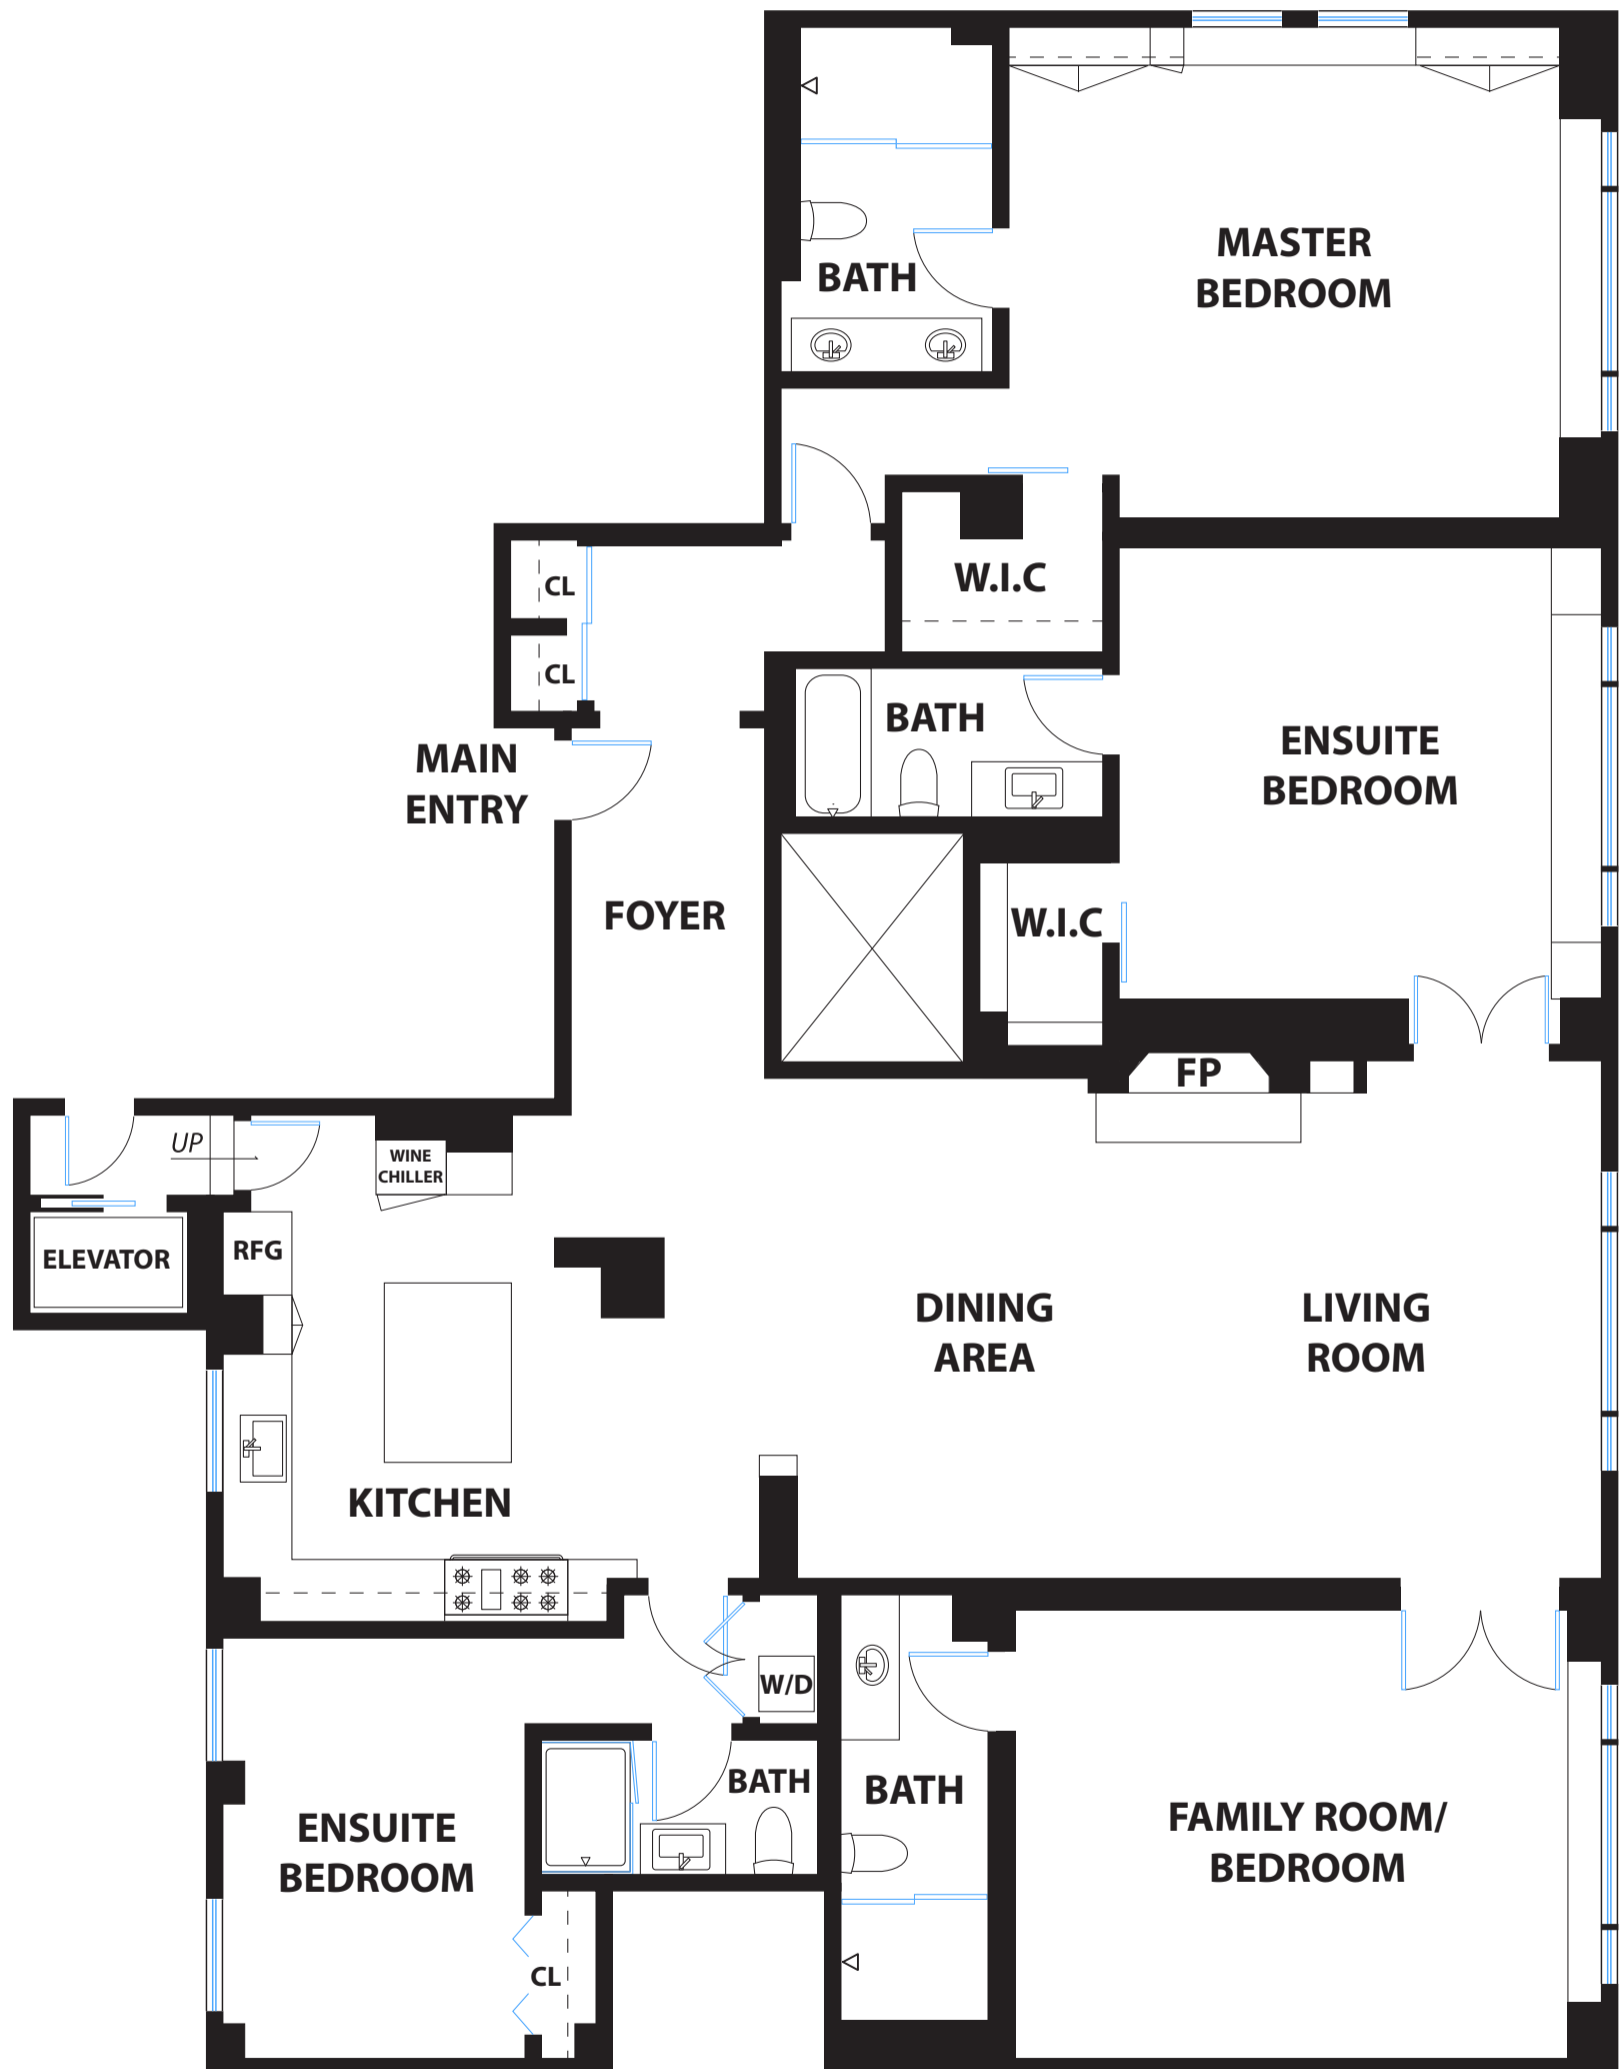 MASTER
BEDROOM
BATH
W.I.C
CL
CL
BATH
ENSUITE
BEDROOM
MAIN
ENTRY
FOYER
W.I.C
FP
UP
WINE
CHILLER
ELEVATOR
RFG
DINING
AREA
LIVING
ROOM
KITCHEN
W/D
BATH
BATH
ENSUITE
BEDROOM
FAMILY ROOM/
BEDROOM
CL